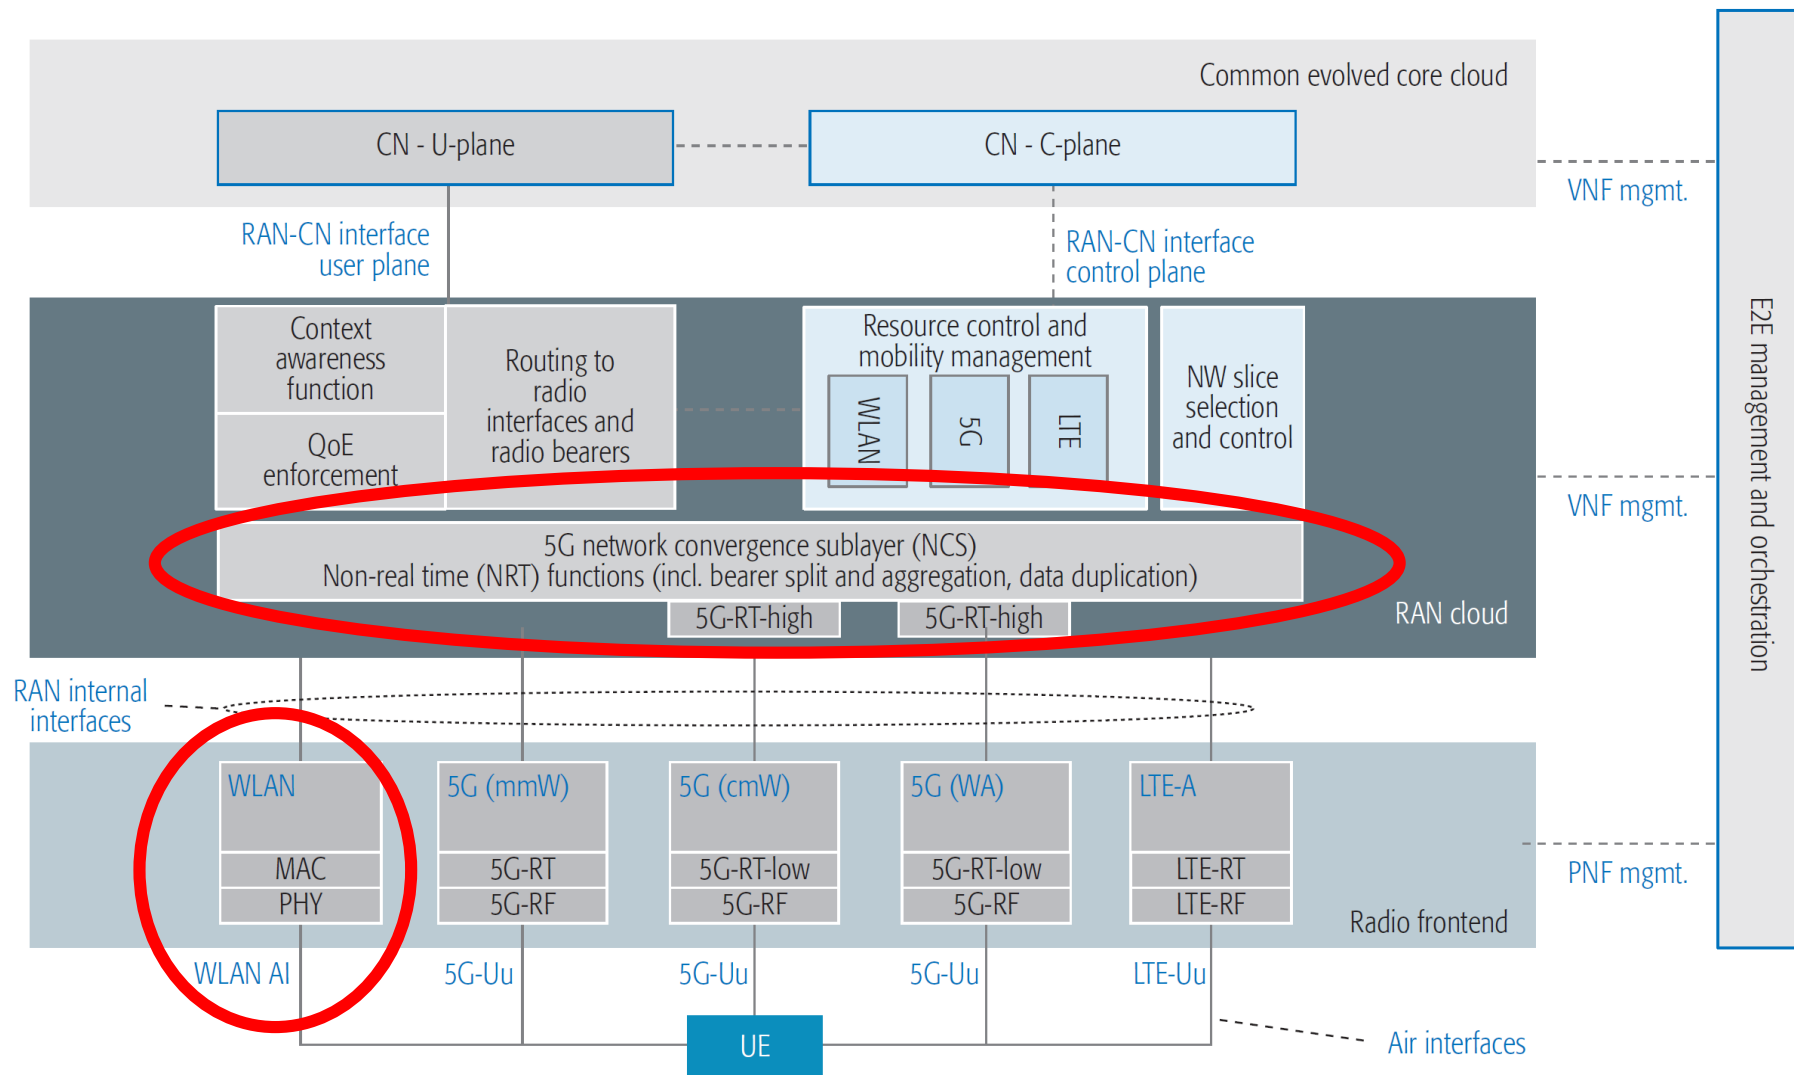 Common evolved core cloud
CN - U-plane
CN - C-plane
VNF mgmt.
RAN-CN interface
user plane
RAN-CN interface
control plane
Context
awareness
function
QoE
enforcement
Routing to
radio
interfaces and
radio bearers
Resource control and
mobility management
WLAN
5G
LTE
NW slice
selection
and control
VNF mgmt.
5G network convergence sublayer (NCS)
Non-real time (NRT) functions (incl. bearer split and aggregation, data duplication)
5G-RT-high
5G-RT-high
RAN cloud
E2E management and orchestration
RAN internal
interfaces
WLAN
MAC
PHY
5G (mmW)
5G-RT
5G-RF
5G (cmW)
5G-RT-low
5G-RF
5G (WA)
5G-RT-low
5G-RF
LTE-A
LTE-RT
LTE-RF
PNF mgmt.
Radio frontend
WLAN AI
5G-Uu
5G-Uu
5G-Uu
LTE-Uu
UE
Air interfaces